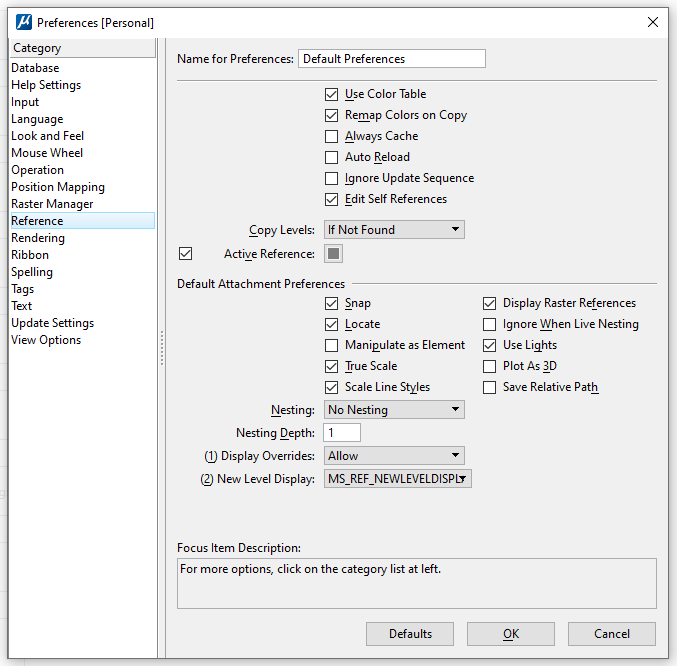 Preferences [Personal]
Category
Database
Help Settings
Input
Language
Look and Feel
Mouse Wheel
Operation
Position Mapping
Raster Manager
Reference
Rendering
Ribbon
Spelling
Tags
Text
Update Settings
View Options
Name for Preferences: Default Preferences
Use Color Table
Remap Colors on Copy
Always Cache
Auto Reload
Ignore Update Sequence
Edit Self References
Copy Levels: If Not Found
Active Reference:
Default Attachment Preferences
Snap Display Raster References
Locate Ignore When Live Nesting
Manipulate as Element Use Lights
True Scale Plot As 3D
Scale Line Styles Save Relative Path
Nesting: No Nesting
Nesting Depth: 1
(1) Display Overrides: Allow
(2) New Level Display: MS_REF_NEWLEVELDISPL
Focus Item Description:
For more options, click on the category list at left.
Defaults OK Cancel